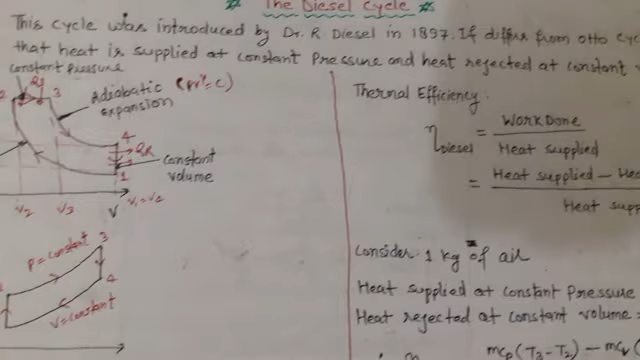 The Diesel Cycle
This cycle was introduced by Dr. R. Diesel in 1897. If differs from otto cyc
that heat is supplied at constant Pressure and heat rejected at constant
constant pressure
2
3
Adiabatic (PVᵞ=C)
expansion
4
QR
1
constant
volume
V2
V3
V
V1=V4
P=constant
3
4
V=constant
Thermal Efficiency.
ηDiesel = Work Done
Heat supplied
= Heat supplied - Hea
Heat supp
Consider 1 kg of air
Heat supplied at constant Pressure
Heat rejected at constant volume =
mcp (T3-T2) - mcv (